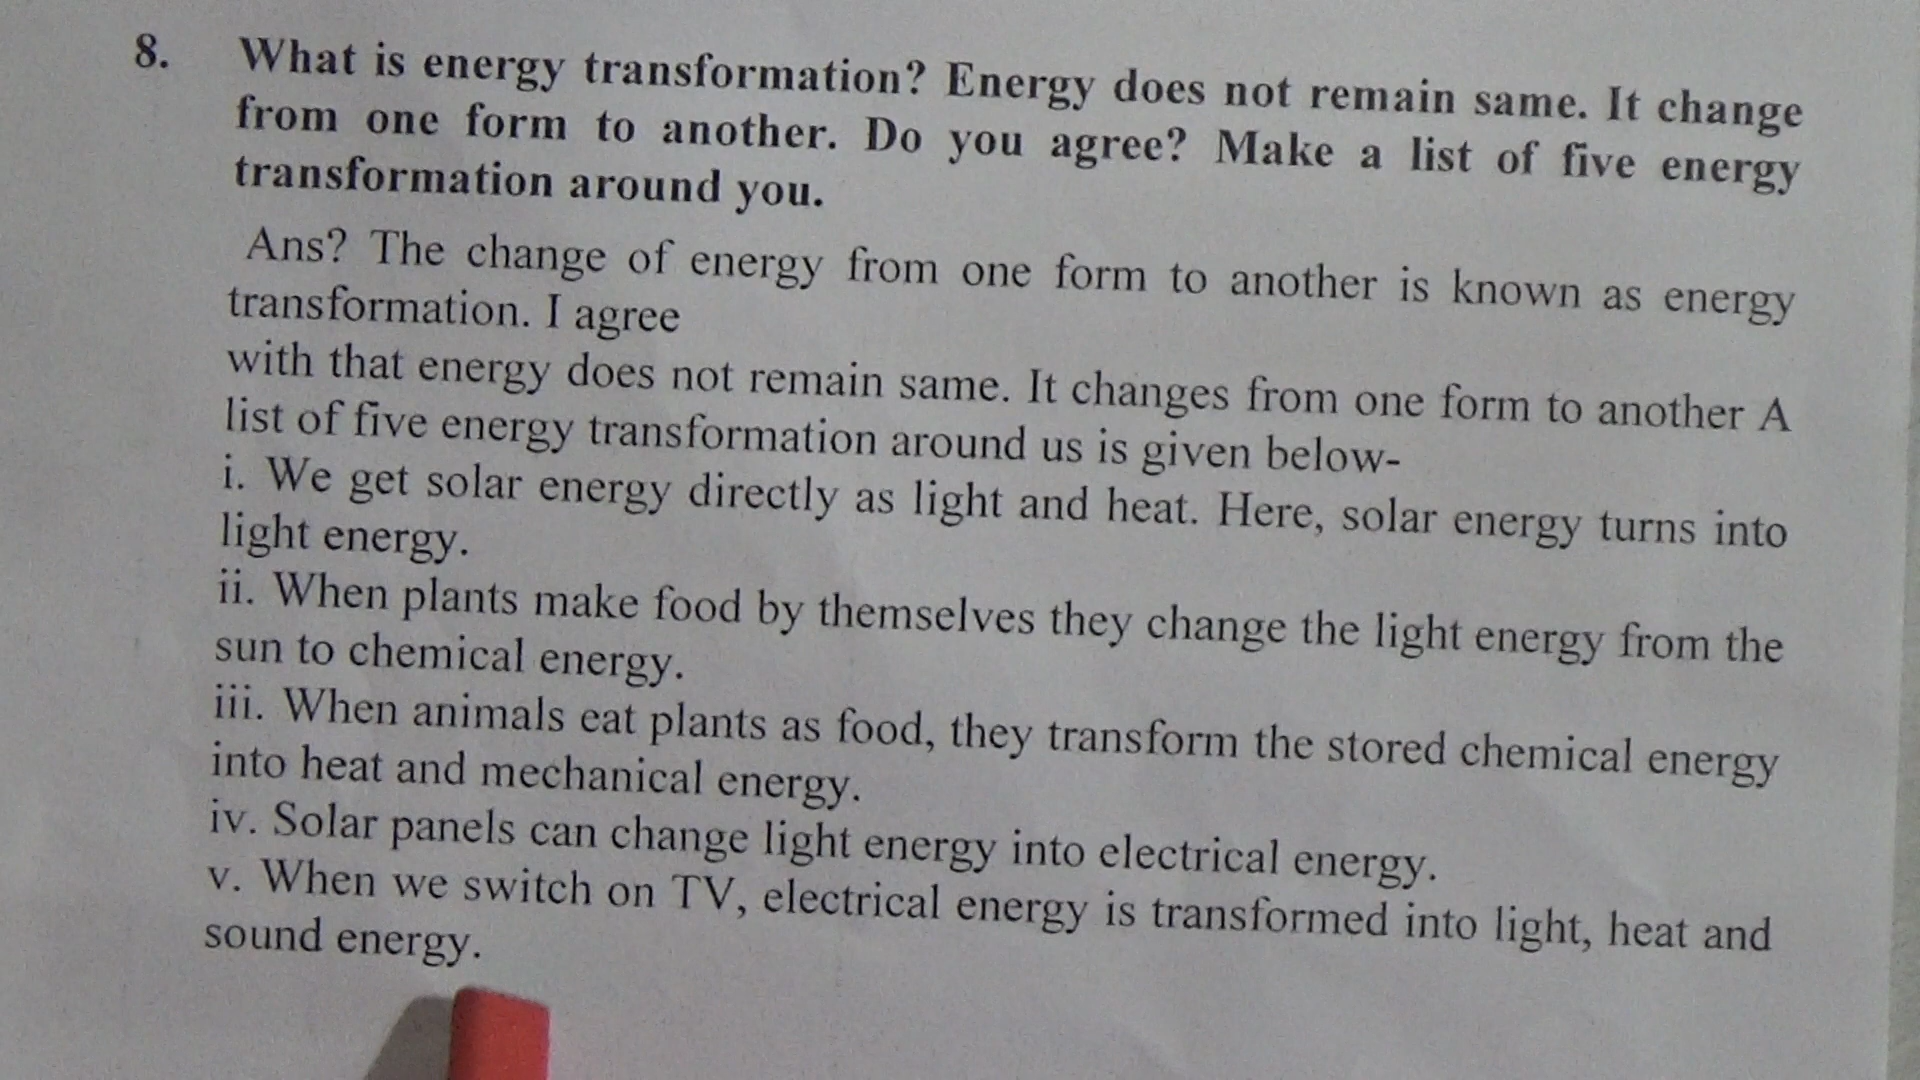 8. What is energy transformation? Energy does not remain same. It change
from one form to another. Do you agree? Make a list of five energy
transformation around you.
Ans? The change of energy from one form to another is known as energy
transformation. I agree
with that energy does not remain same. It changes from one form to another A
list of five energy transformation around us is given below-
i. We get solar energy directly as light and heat. Here, solar energy turns into
light energy.
ii. When plants make food by themselves they change the light energy from the
sun to chemical energy.
iii. When animals eat plants as food, they transform the stored chemical energy
into heat and mechanical energy.
iv. Solar panels can change light energy into electrical energy.
v. When we switch on TV, electrical energy is transformed into light, heat and
sound energy.